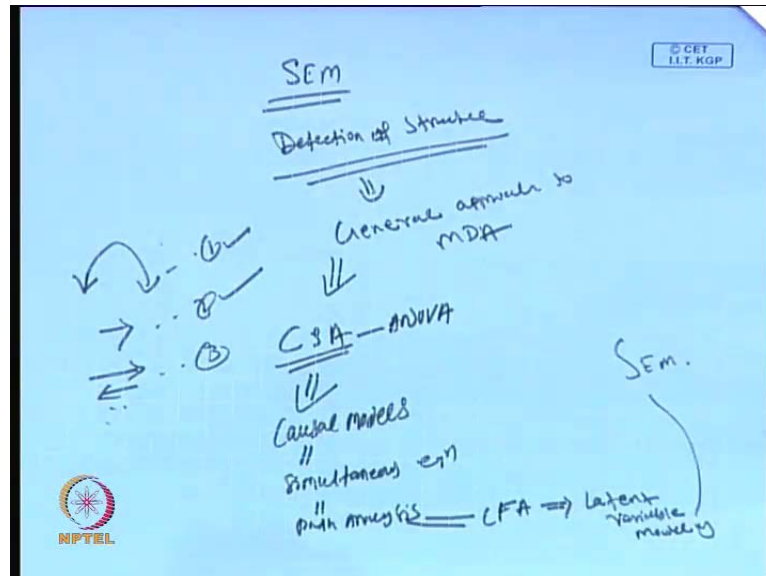 SEM
© CET
I.I.T. KGP
Detection of Structure
General approach to
MDA
①
②
③
CSA — ANOVA
Causal models
Simultaneous eqn
path analysis
CFA ⇒ Latent
variable
modeling
SEM.
NPTEL